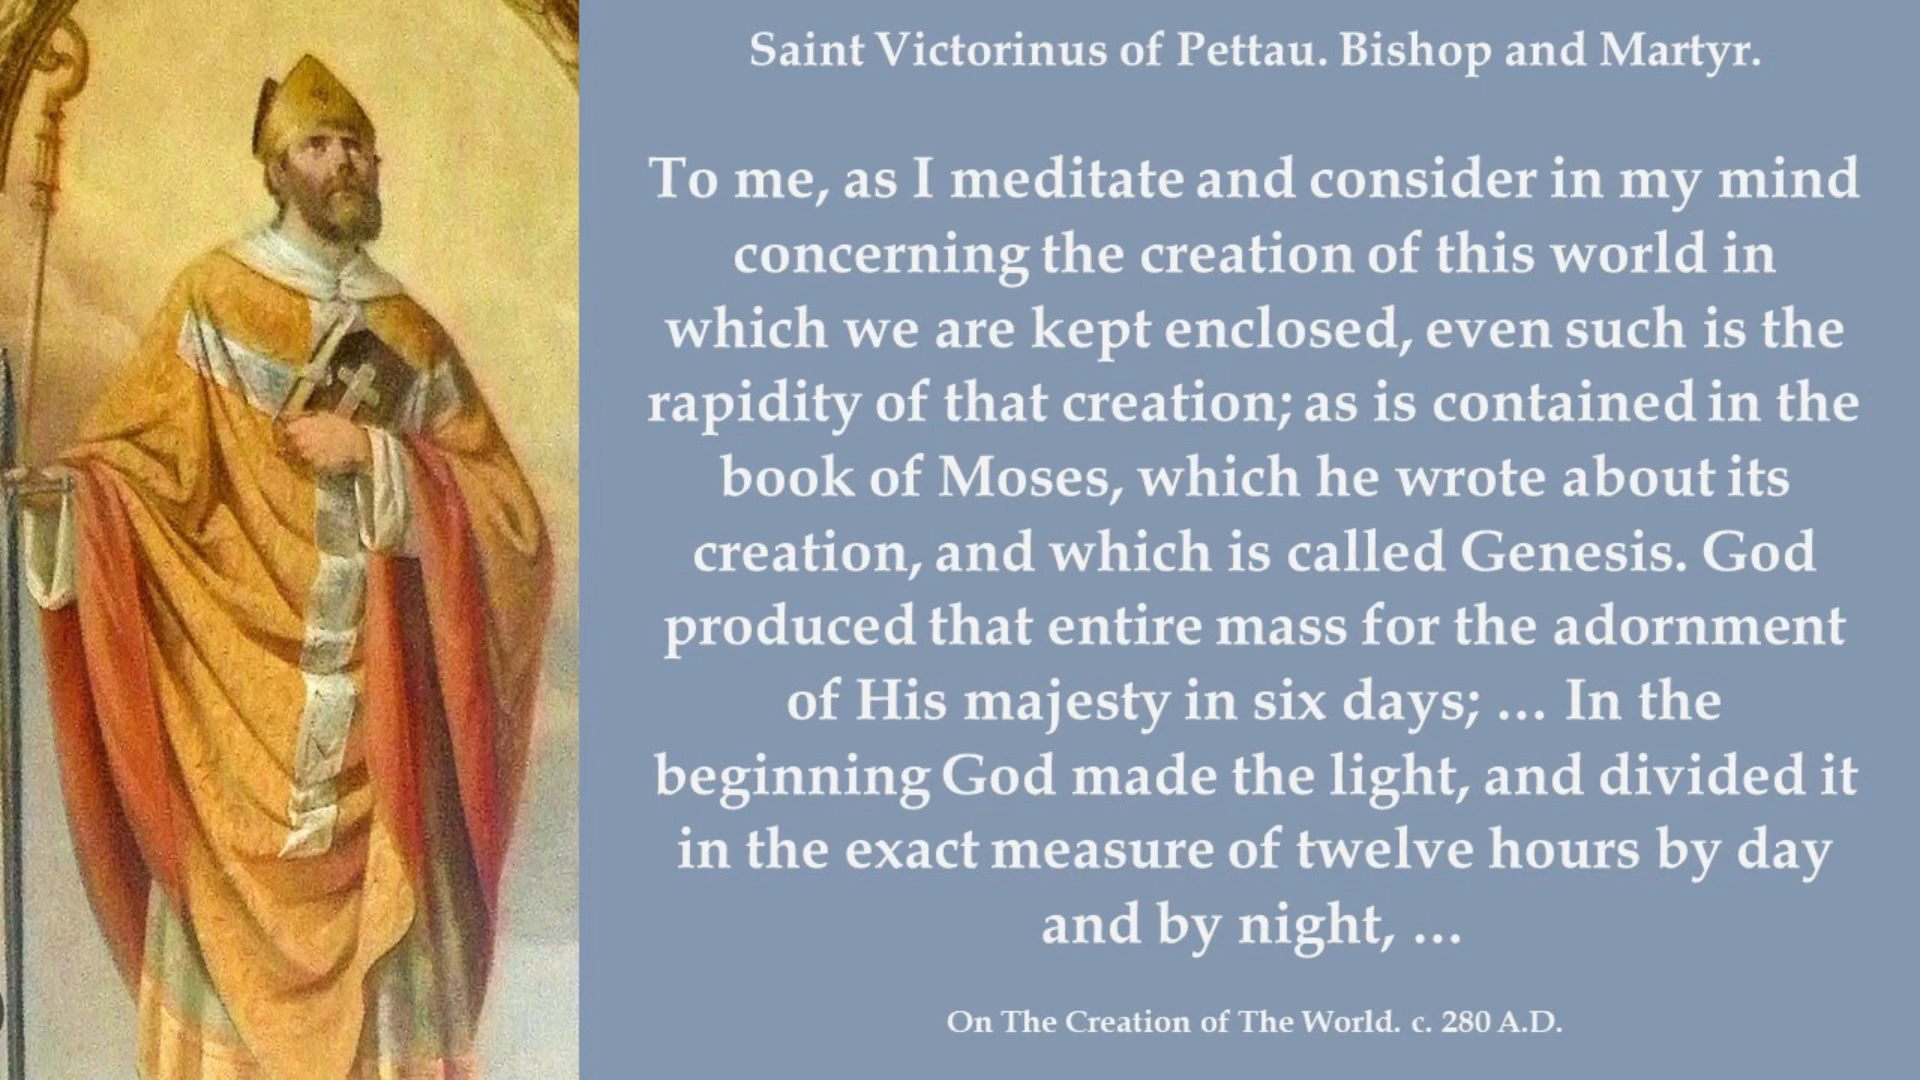 Saint Victorinus of Pettau. Bishop and Martyr.
To me, as I meditate and consider in my mind
concerning the creation of this world in
which we are kept enclosed, even such is the
rapidity of that creation; as is contained in the
book of Moses, which he wrote about its
creation, and which is called Genesis. God
produced that entire mass for the adornment
of His majesty in six days; … In the
beginning God made the light, and divided it
in the exact measure of twelve hours by day
and by night, …
On The Creation of The World. c. 280 A.D.